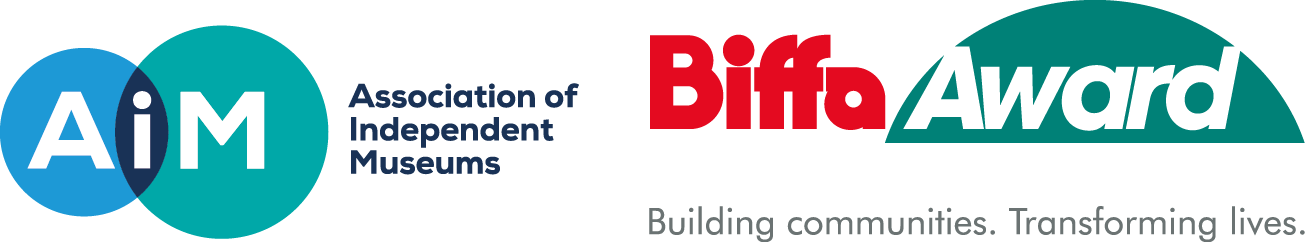 AiM
Association of
Independent
Museums
Biffa Award
Building communities. Transforming lives.